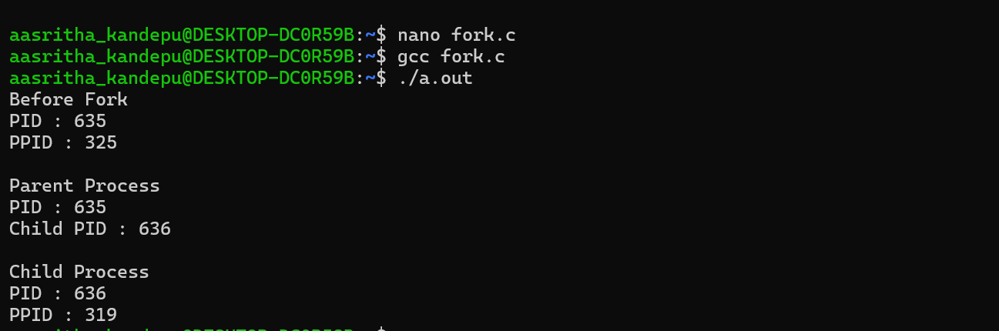 aasritha_kandepu@DESKTOP-DC0R59B:~$ nano fork.c
aasritha_kandepu@DESKTOP-DC0R59B:~$ gcc fork.c
aasritha_kandepu@DESKTOP-DC0R59B:~$ ./a.out
Before Fork
PID : 635
PPID : 325

Parent Process
PID : 635
Child PID : 636

Child Process
PID : 636
PPID : 319